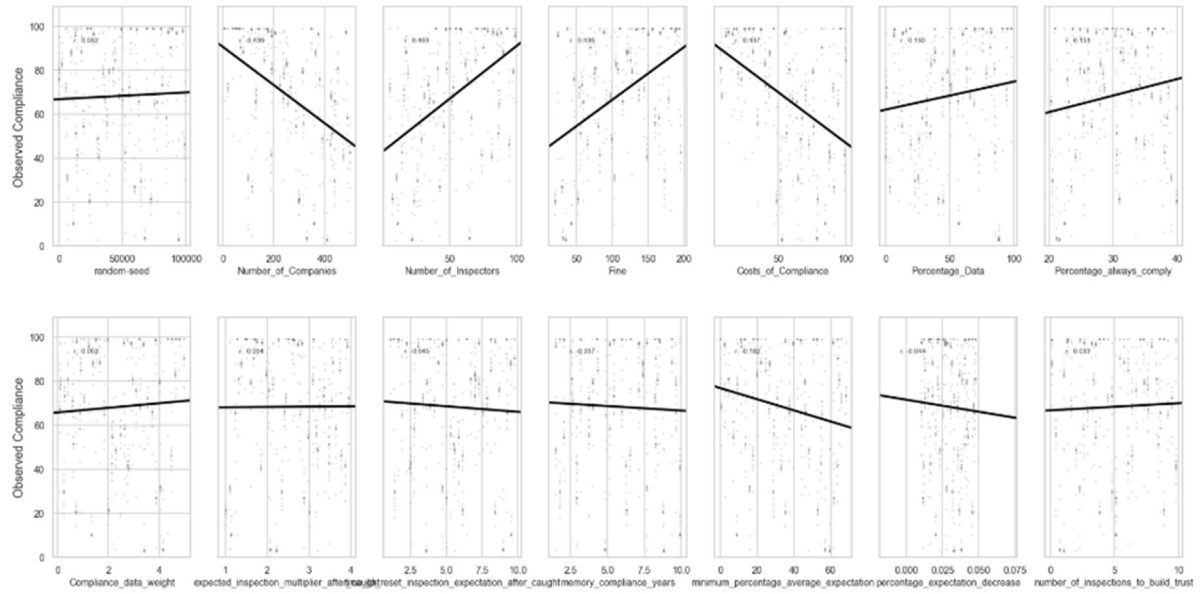 Observed Compliance
100
80
60
40
20
0
0 50000 100000
random-seed
0 200 400
Number_of_Companies
0 50 100
Number_of_Inspectors
50 100 150 200
Fine
0 50 100
Costs_of_Compliance
0 50 100
Percentage_Data
20 30 40
Percentage_always_comply
Observed Compliance
100
80
60
40
20
0
0 2 4
Compliance_data_weight
1 2 3 4
expected_inspection_multiplier_after_caught
2.5 5.0 7.5 10.0
reset_inspection_expectation_after_caught
2.5 5.0 7.5 10.0
memory_compliance_years
0 20 40 60
minimum_percentage_average_expectation
0.000 0.025 0.050 0.075
percentage_expectation_decrease
0 5 10
number_of_inspections_to_build_trust